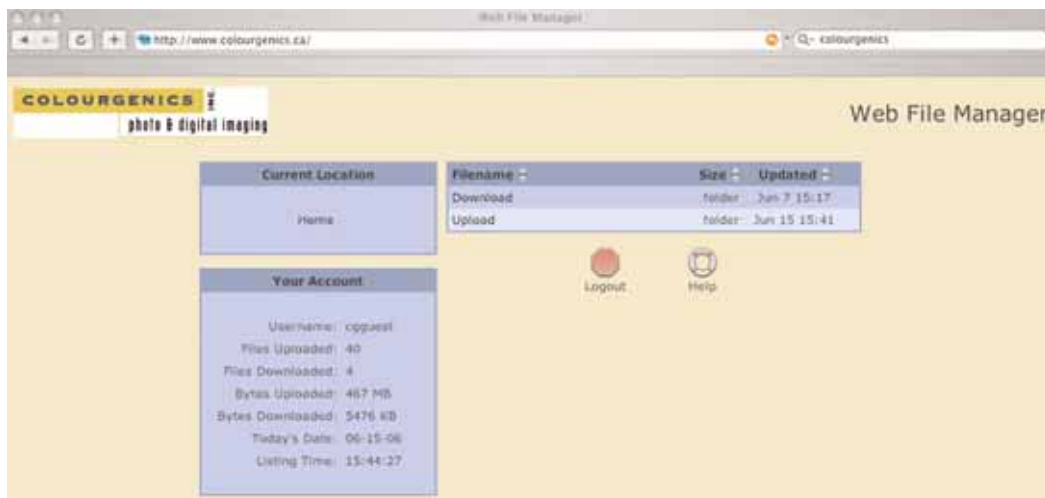 Web File Manager
http://www.colourgenics.ca/
colourgenics
COLOURGENICS INC.
photo & digital imaging
Web File Manager
Current Location
Home
Filename Size Updated
Download folder Jun 7 15:17
Upload folder Jun 15 15:41
Logout Help
Your Account
Username: cgguest
Files Uploaded: 40
Files Downloaded: 4
Bytes Uploaded: 467 MB
Bytes Downloaded: 5476 KB
Today's Date: 06-15-06
Listing Time: 15:44:27